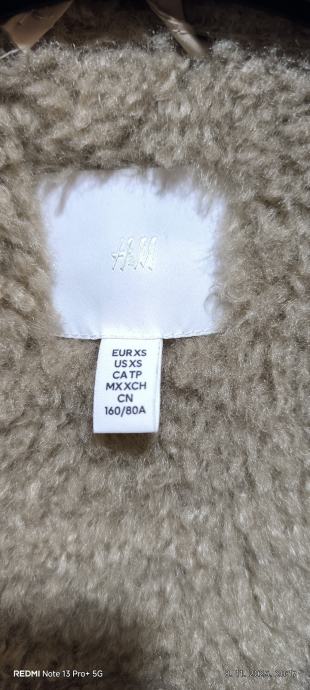 H&M
EUR XS
US XS
CA TP
MX XCH
CN
160/80A
REDMI Note 13 Pro+ 5G